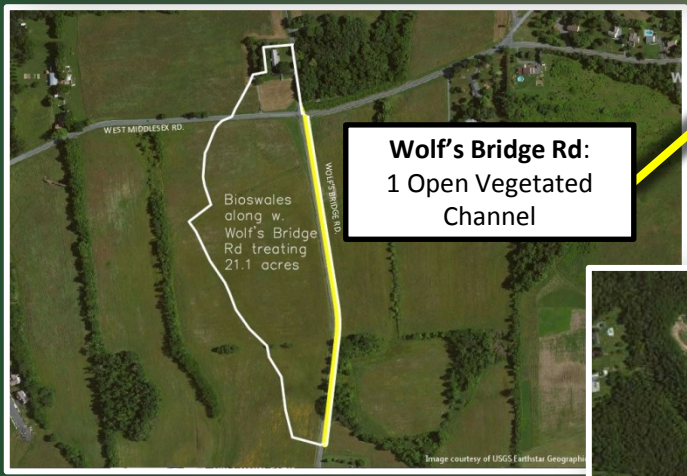 WEST MIDDLESEX RD.
WOLF'S BRIDGE RD.
Bioswales
along w.
Wolf's Bridge
Rd treating
21.1 acres
Wolf's Bridge Rd:
1 Open Vegetated
Channel
Image courtesy of USGS Earthstar Geographi